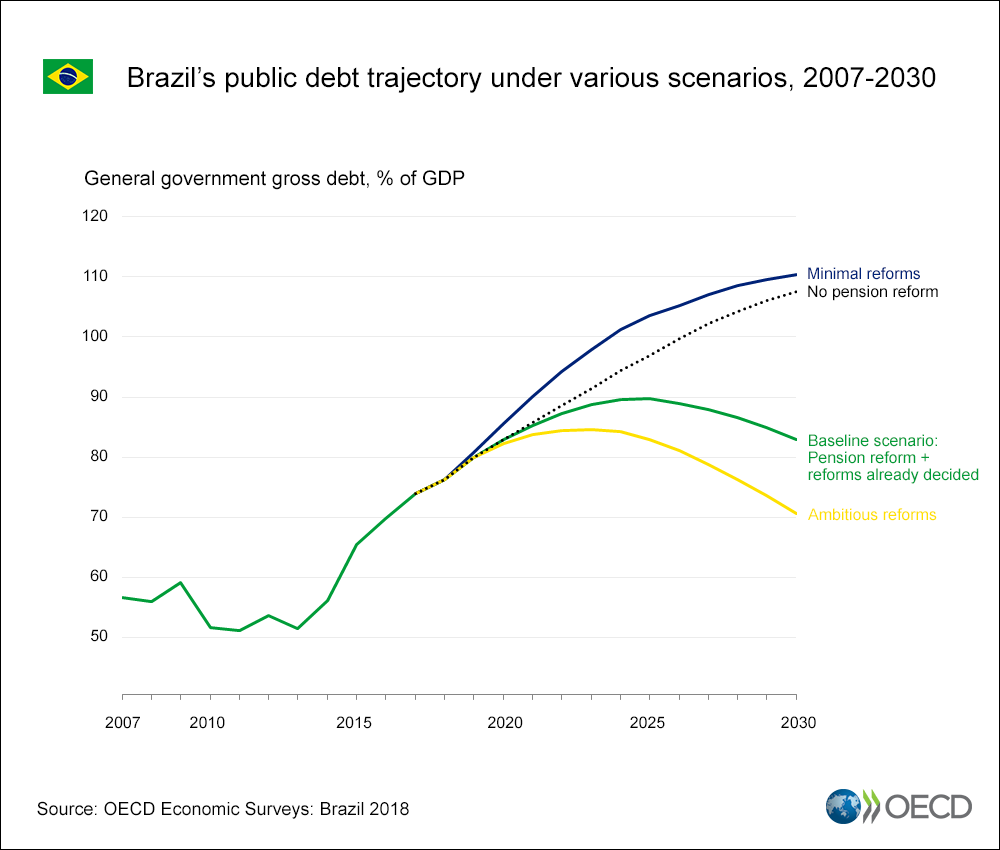 Brazil’s public debt trajectory under various scenarios, 2007-2030
General government gross debt, % of GDP
120
110
100
90
80
70
60
50
Minimal reforms
No pension reform
Baseline scenario:
Pension reform +
reforms already decided
Ambitious reforms
2007 2010 2015 2020 2025 2030
Source: OECD Economic Surveys: Brazil 2018
OECD